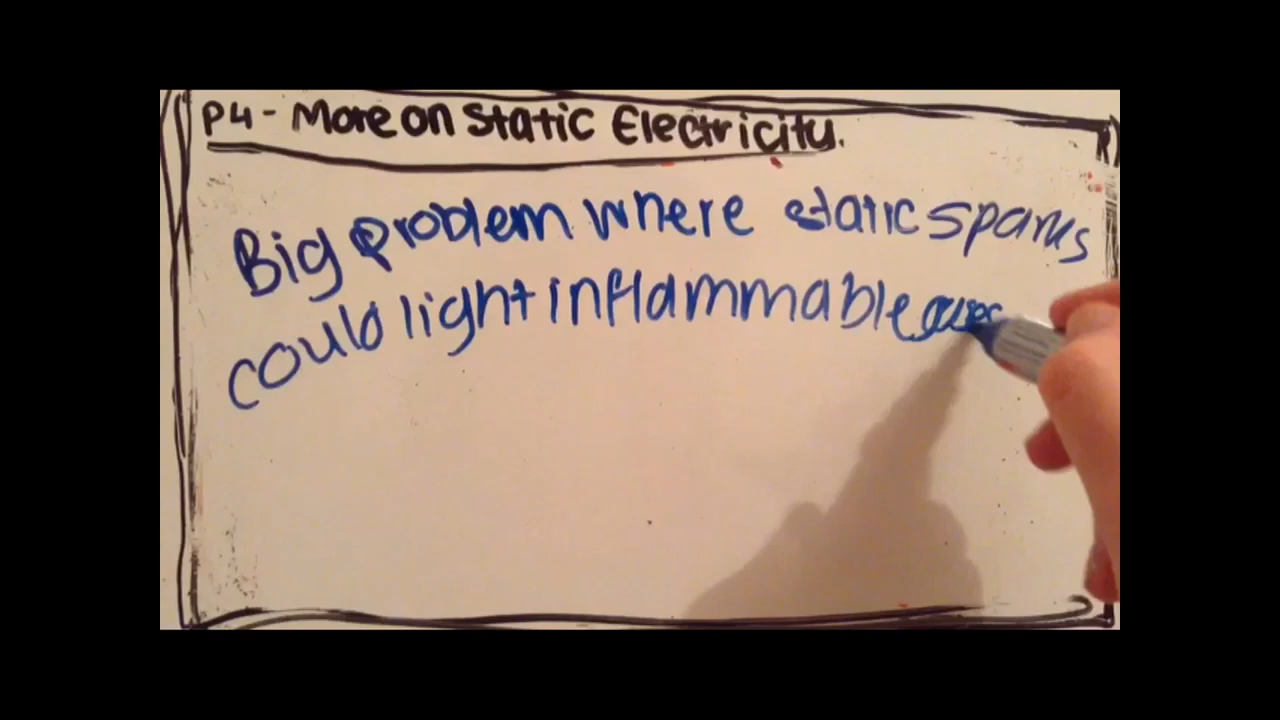 P4 - More on Static Electricity.
Big problem where static sparks
could light inflammable